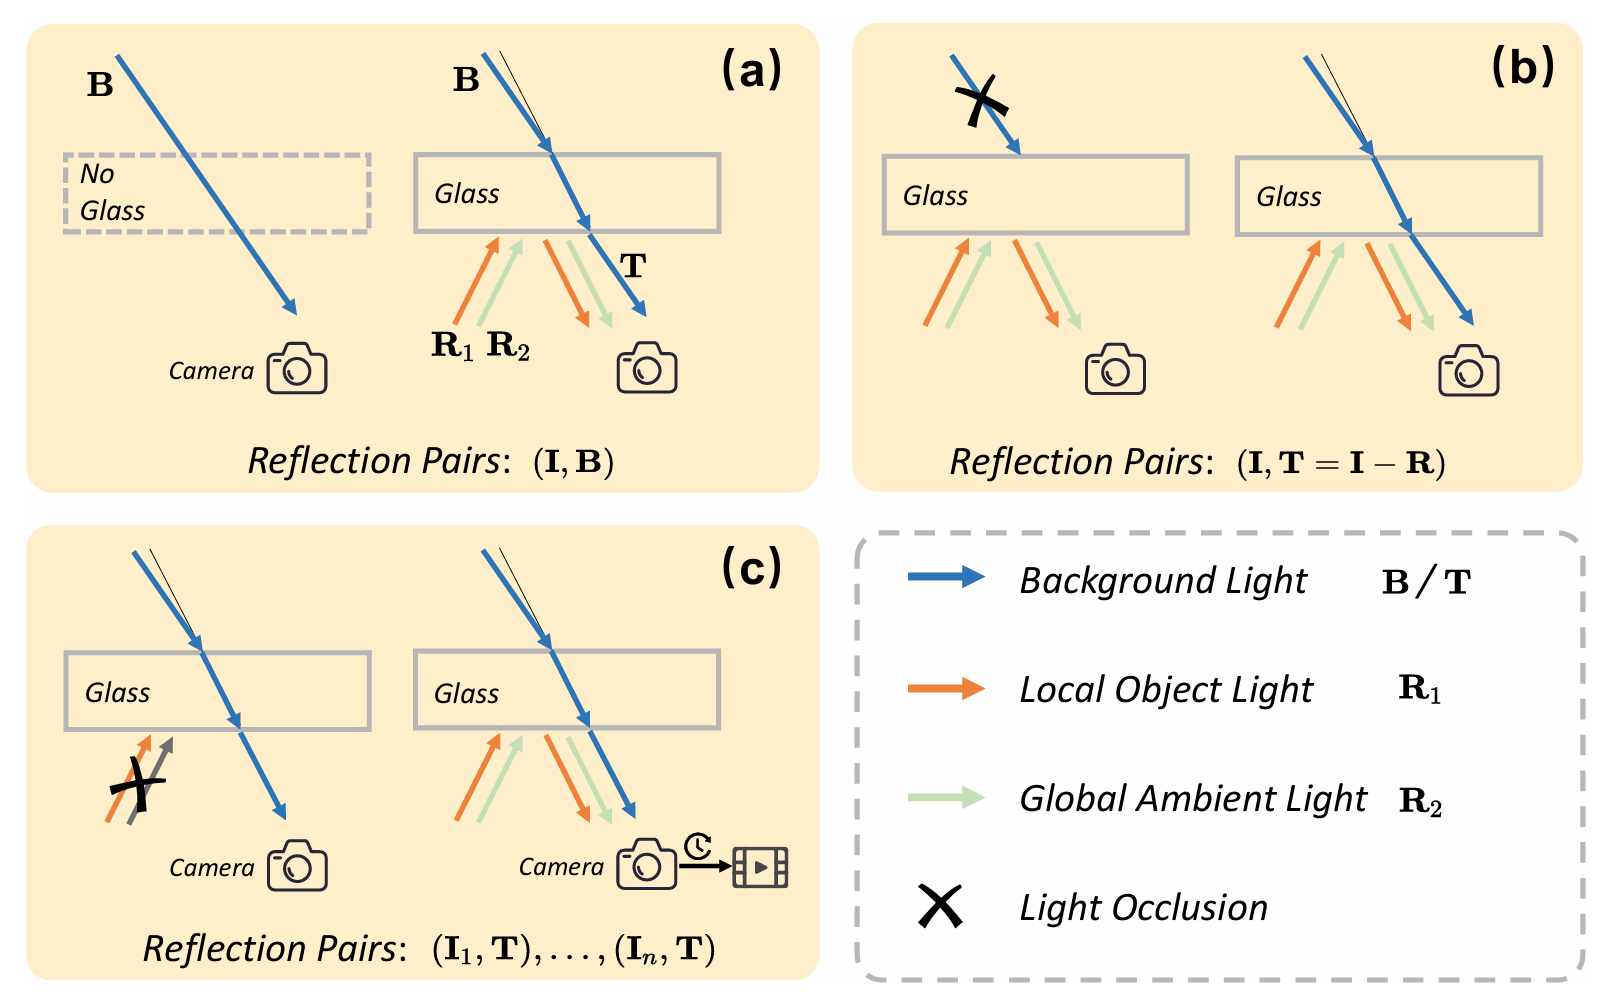 (a)
B
No
Glass
Camera
B
Glass
T
R₁ R₂
Reflection Pairs: (I, B)
(b)
Glass
Glass
Reflection Pairs: (I, T = I − R)
(c)
Glass
Camera
Glass
Camera
Reflection Pairs: (I₁, T), . . . , (Iₙ, T)
Background Light B / T
Local Object Light R₁
Global Ambient Light R₂
Light Occlusion